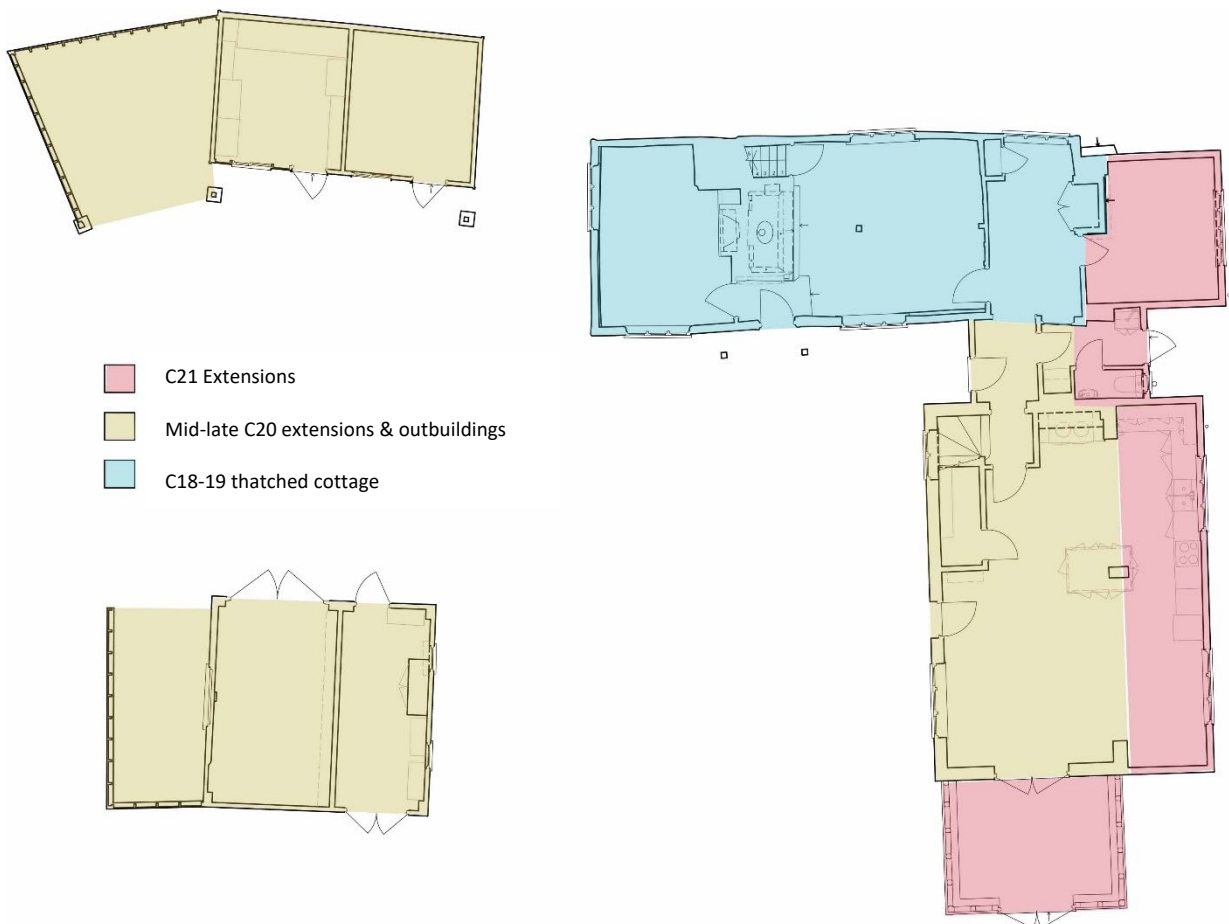 C21 Extensions
Mid-late C20 extensions & outbuildings
C18-19 thatched cottage